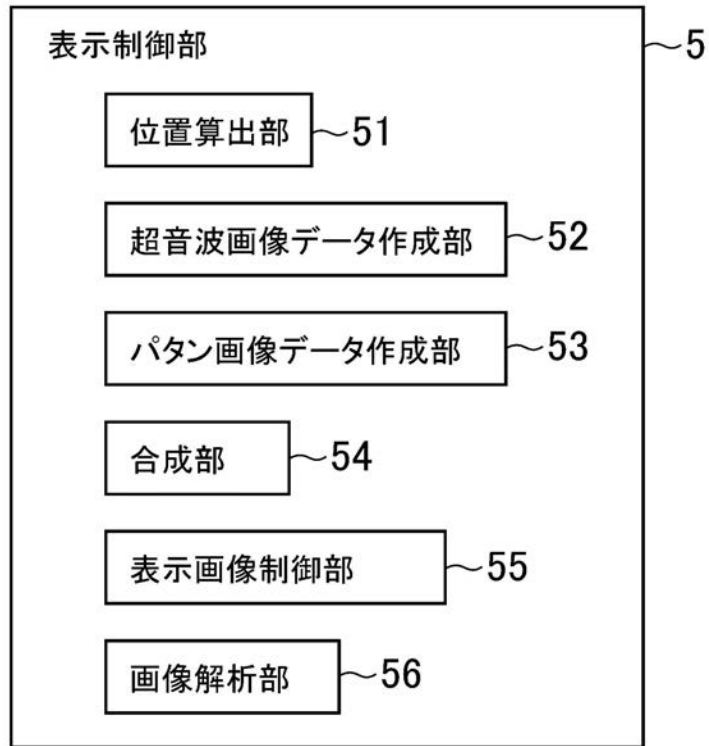 表示制御部
5
位置算出部
51
超音波画像データ作成部
52
パタン画像データ作成部
53
合成部
54
表示画像制御部
55
画像解析部
56